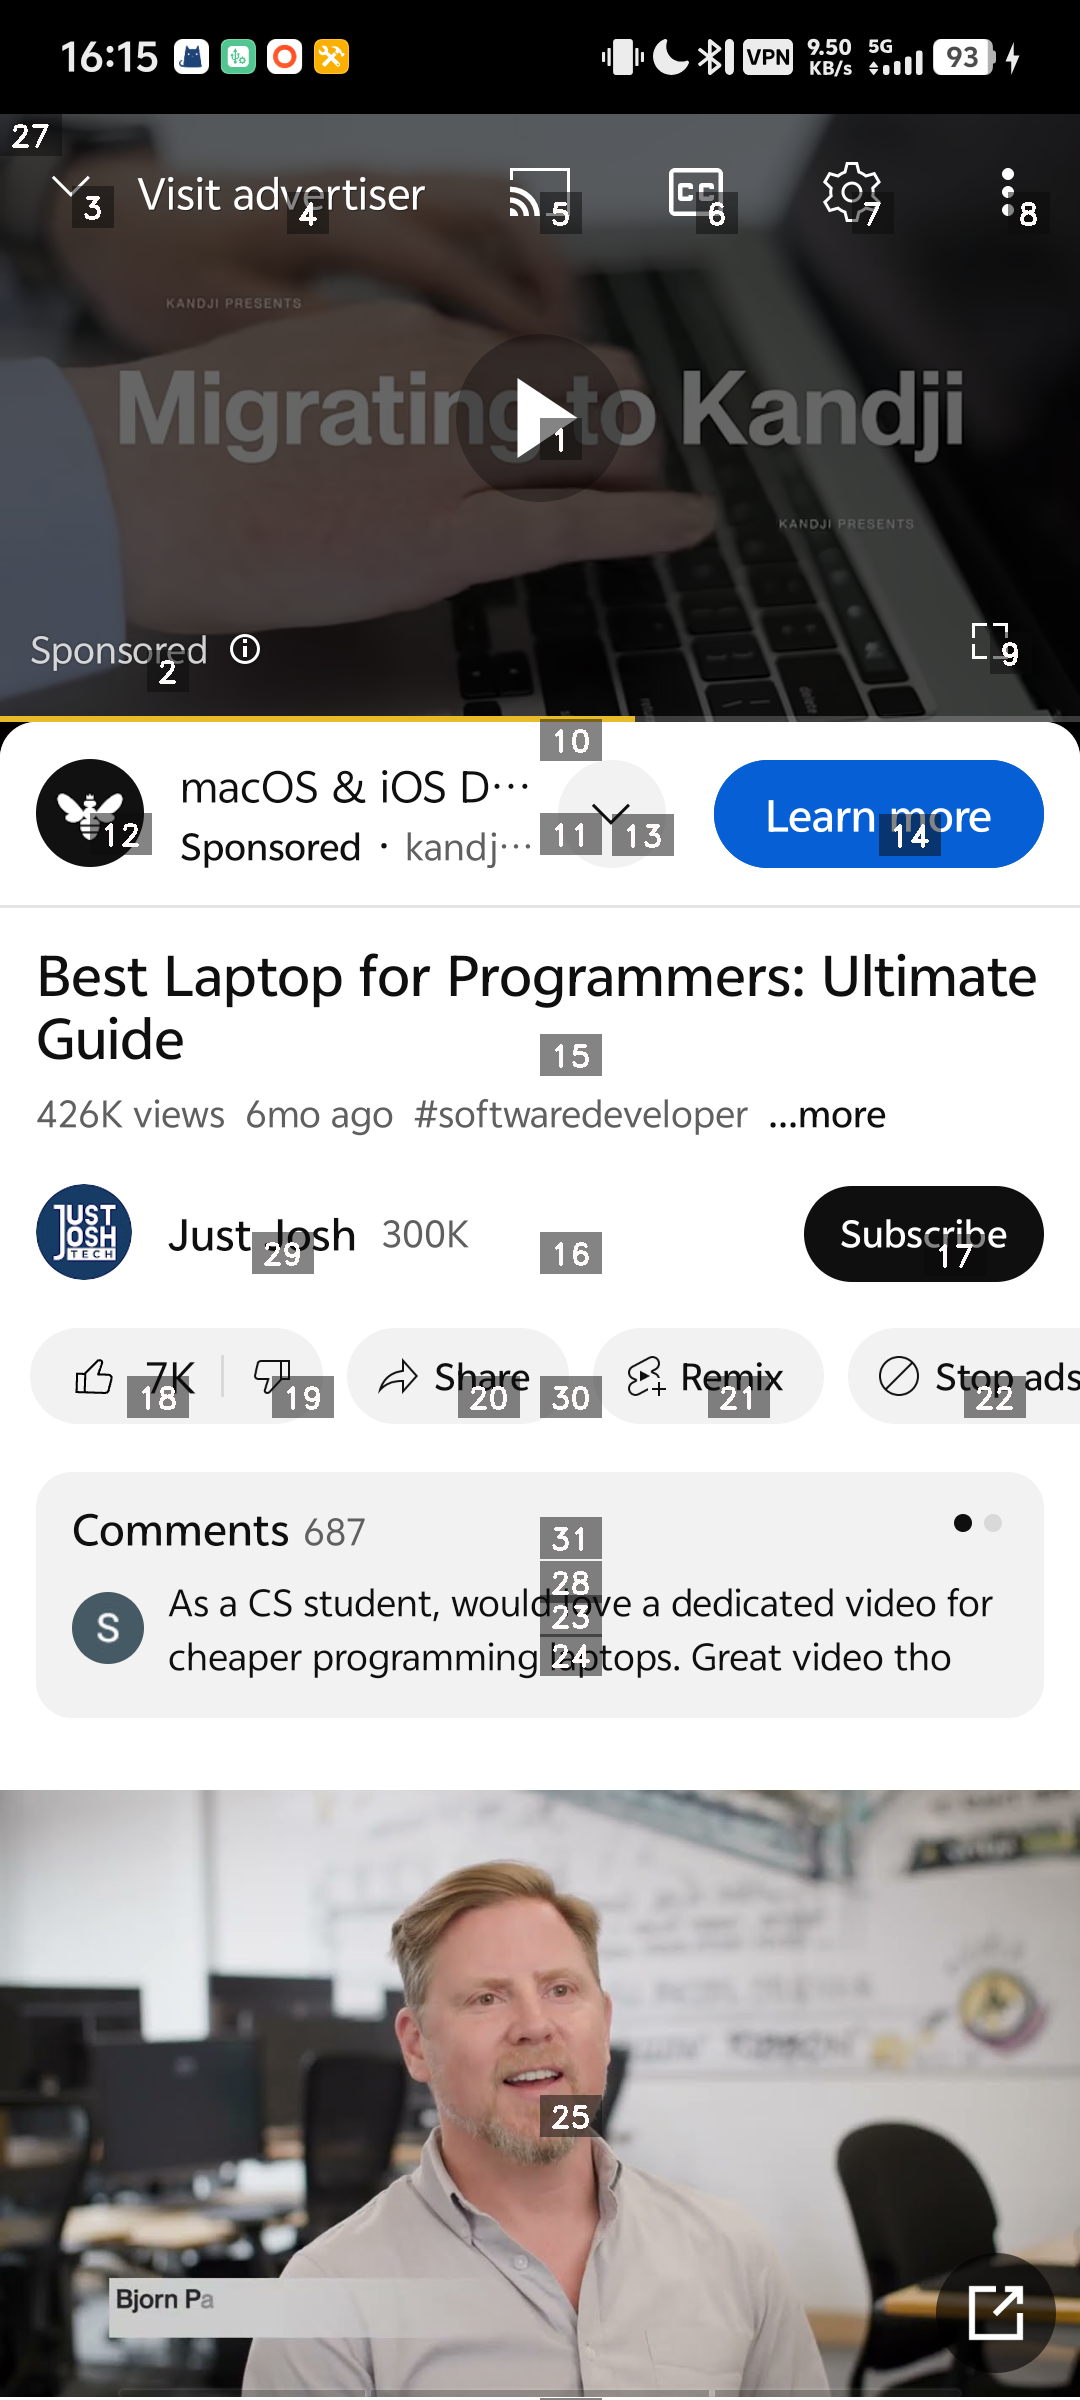 16:15
VPN
9.50
KB/s
5G
93
27
Visit advertiser
3
4
5
CC
6
7
8
KANDJI PRESENTS
Migrating to Kandji
1
KANDJI PRESENTS
Sponsored
2
9
10
macOS & iOS D...
Sponsored · kandj...
11
12
13
Learn more
14
Best Laptop for Programmers: Ultimate
Guide
15
426K views 6mo ago #softwaredeveloper ...more
JUST
JOSH
TECH
Just Josh 300K
29
16
Subscribe
17
7K
18
19
Share
20
30
Remix
21
Stop ads
22
Comments 687
31
28
S
As a CS student, would love a dedicated video for
23
cheaper programming laptops. Great video tho
24
25
Bjorn Pa